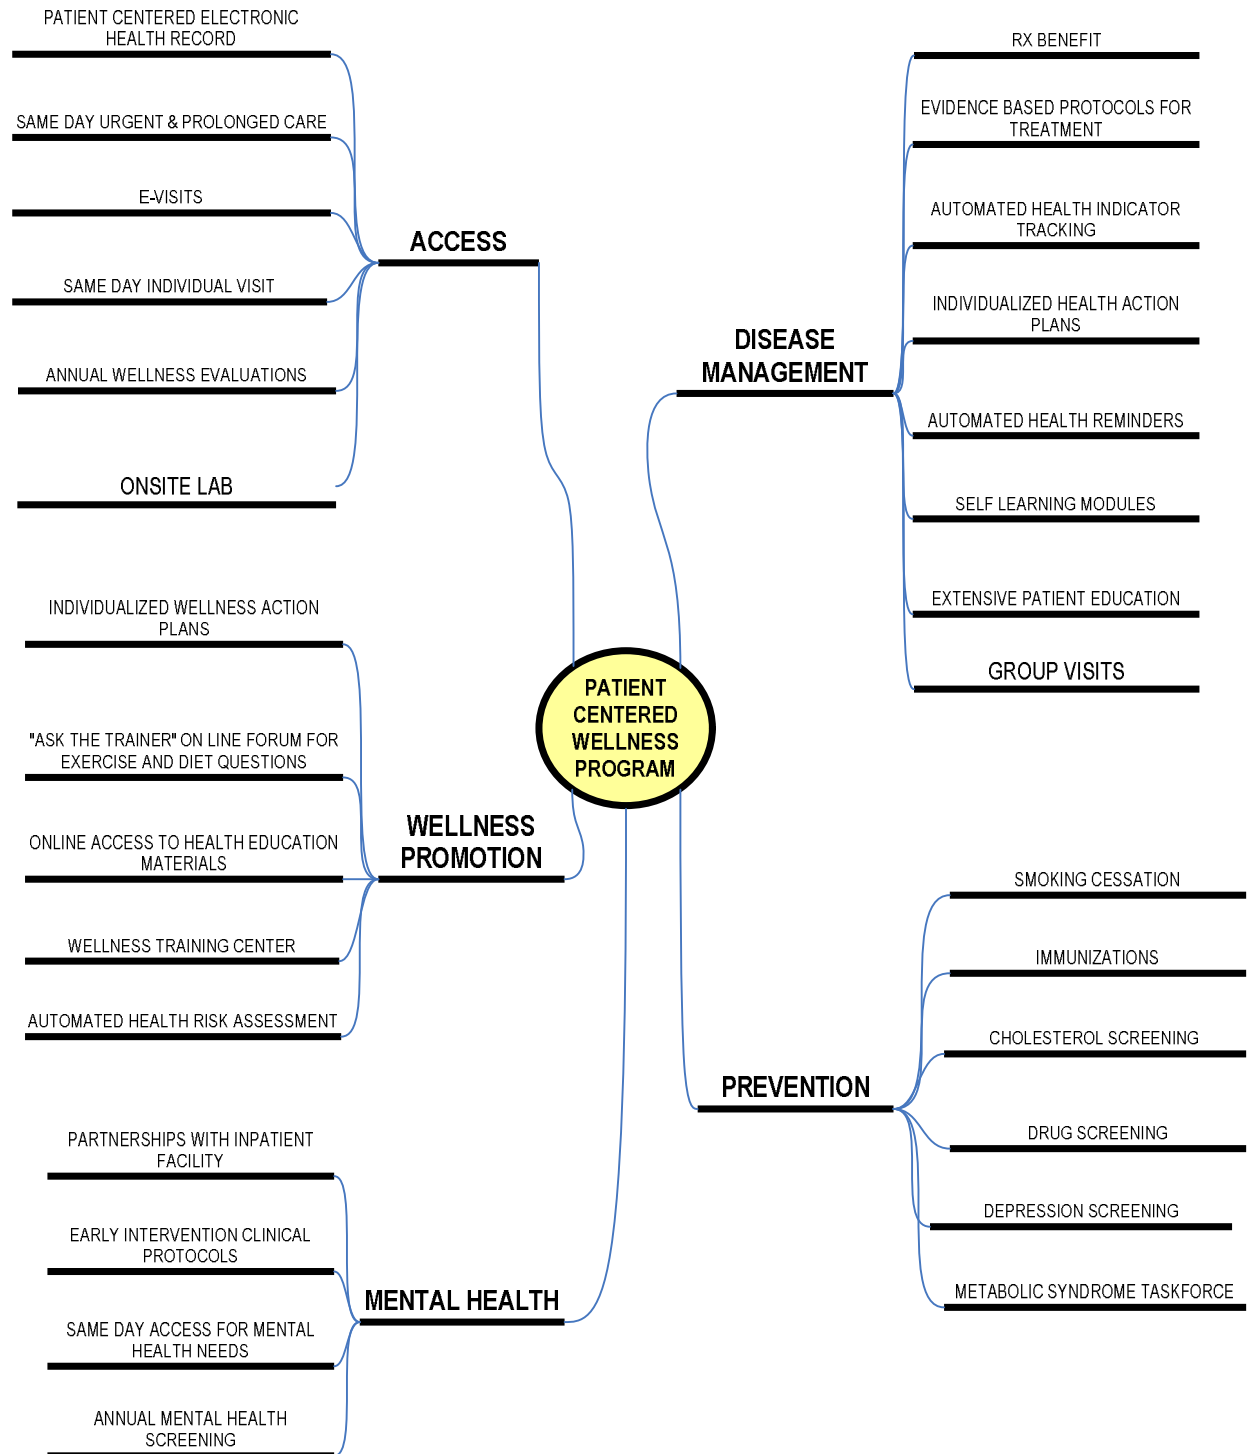 PATIENT CENTERED ELECTRONIC
HEALTH RECORD
SAME DAY URGENT & PROLONGED CARE
E-VISITS
SAME DAY INDIVIDUAL VISIT
ANNUAL WELLNESS EVALUATIONS
ONSITE LAB
ACCESS
RX BENEFIT
EVIDENCE BASED PROTOCOLS FOR
TREATMENT
AUTOMATED HEALTH INDICATOR
TRACKING
INDIVIDUALIZED HEALTH ACTION
PLANS
AUTOMATED HEALTH REMINDERS
SELF LEARNING MODULES
EXTENSIVE PATIENT EDUCATION
GROUP VISITS
DISEASE
MANAGEMENT
PATIENT
CENTERED
WELLNESS
PROGRAM
INDIVIDUALIZED WELLNESS ACTION
PLANS
"ASK THE TRAINER" ON LINE FORUM FOR
EXERCISE AND DIET QUESTIONS
ONLINE ACCESS TO HEALTH EDUCATION
MATERIALS
WELLNESS TRAINING CENTER
AUTOMATED HEALTH RISK ASSESSMENT
WELLNESS
PROMOTION
SMOKING CESSATION
IMMUNIZATIONS
CHOLESTEROL SCREENING
DRUG SCREENING
DEPRESSION SCREENING
METABOLIC SYNDROME TASKFORCE
PREVENTION
PARTNERSHIPS WITH INPATIENT
FACILITY
EARLY INTERVENTION CLINICAL
PROTOCOLS
SAME DAY ACCESS FOR MENTAL
HEALTH NEEDS
ANNUAL MENTAL HEALTH
SCREENING
MENTAL HEALTH